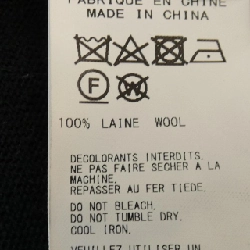 FABRIQUÉ EN CHINE
MADE IN CHINA
F
W
100% LAINE WOOL
DECOLORANTS INTERDITS.
NE PAS FAIRE SECHER A LA
MACHINE.
REPASSER AU FER TIEDE.
DO NOT BLEACH.
DO NOT TUMBLE DRY.
COOL IRON.
VEUILLEZ UTILISER UN